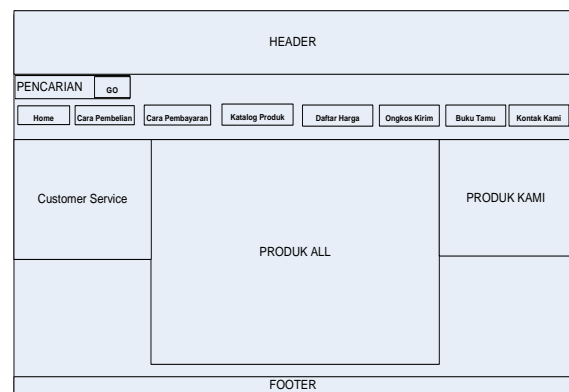 HEADER
PENCARIAN GO
Home Cara Pembelian Cara Pembayaran Katalog Produk Daftar Harga Ongkos Kirim Buku Tamu Kontak Kami
Customer Service
PRODUK KAMI
PRODUK ALL
FOOTER